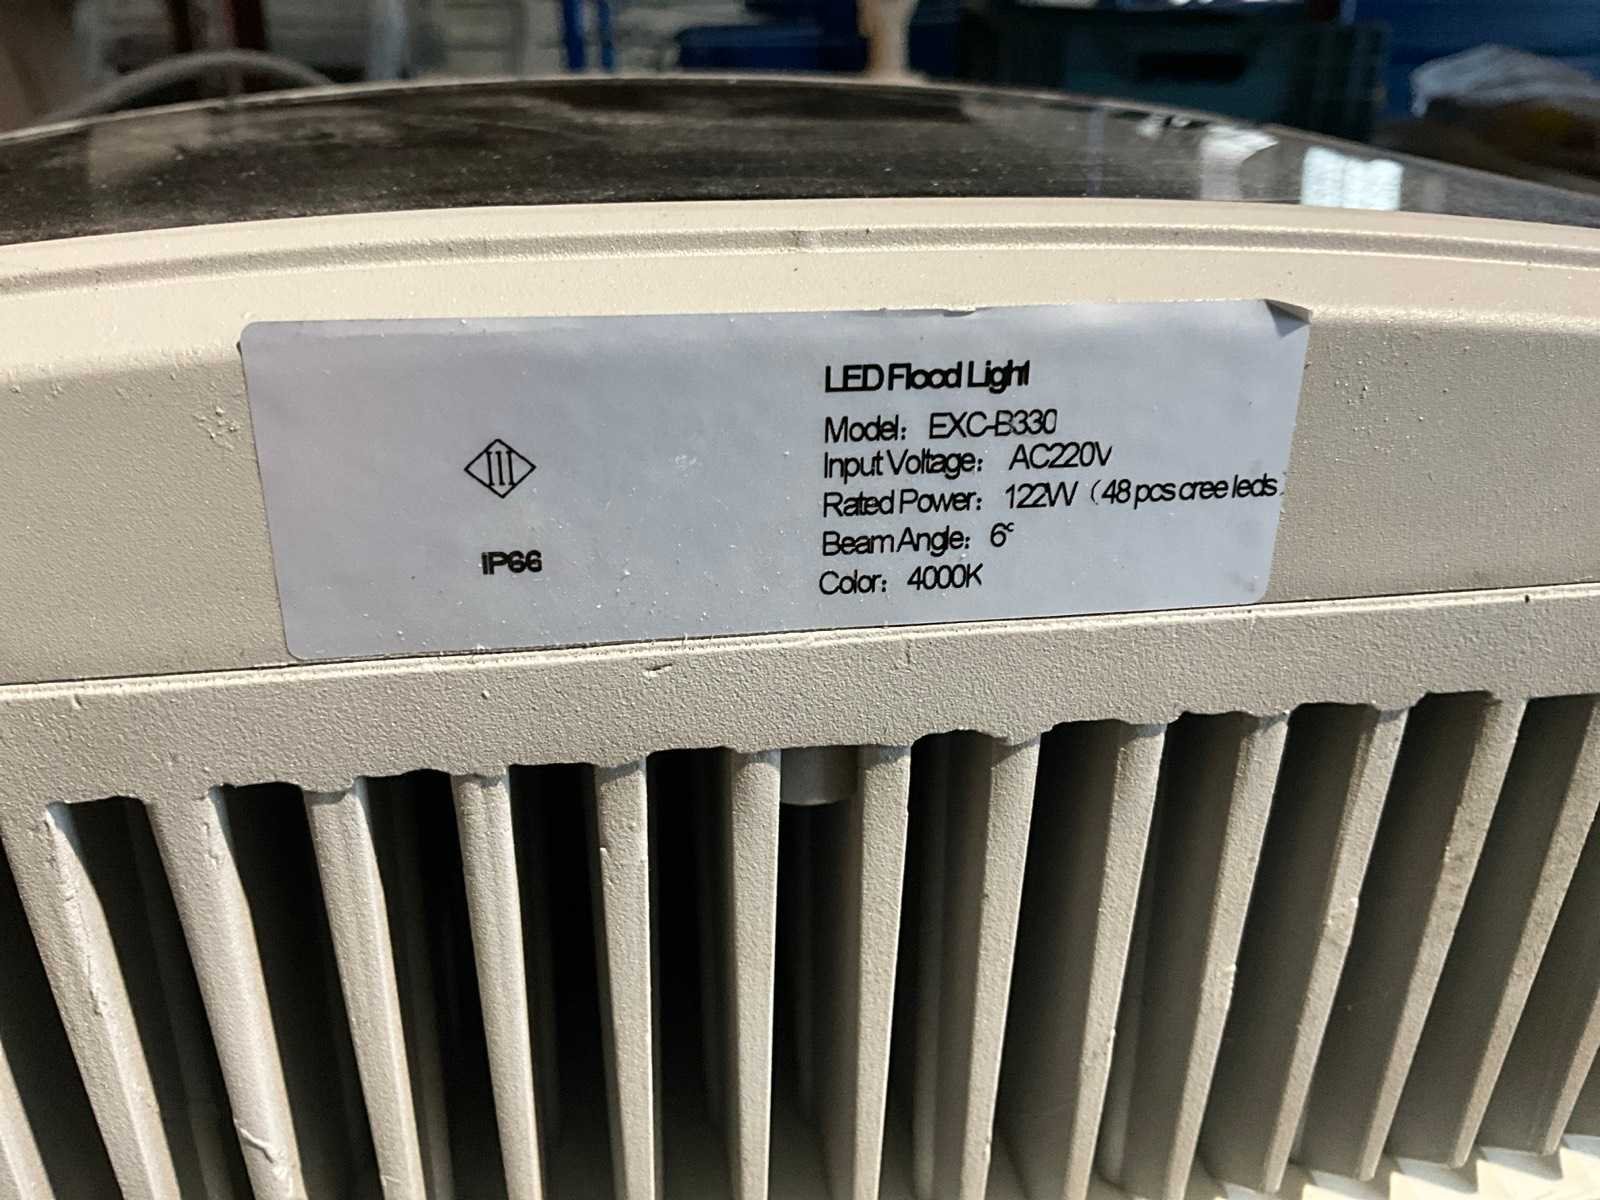 LED Flood Light
Model: EXC-B330
Input Voltage: AC220V
Rated Power: 122W (48 pcs cree leds
Beam Angle: 6°
Color: 4000K
III
IP66